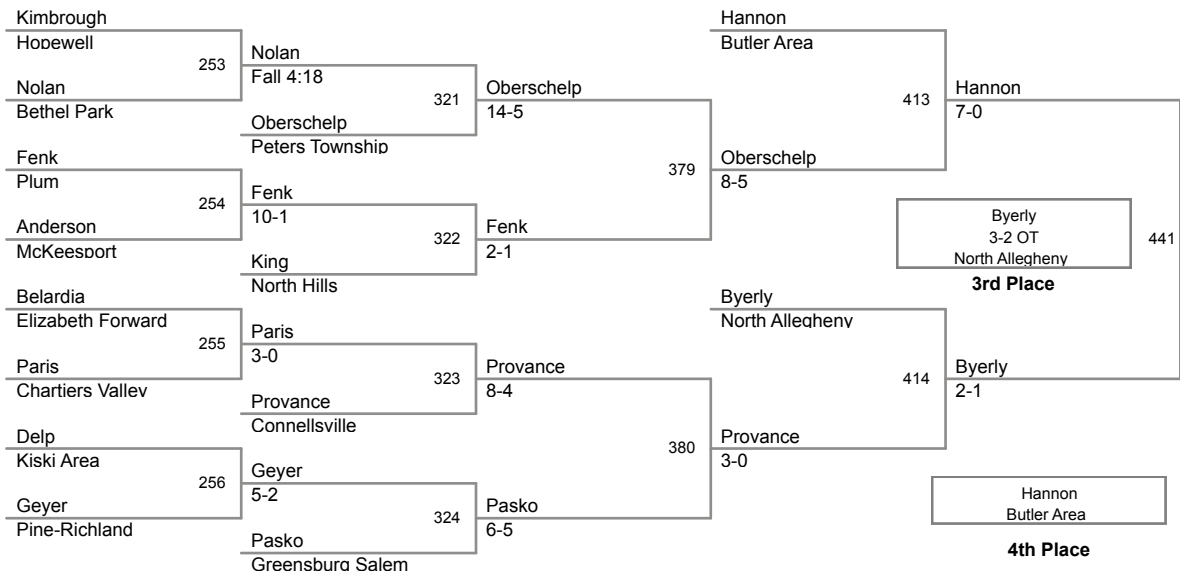 Kimbrough
Hopewell
253
Nolan
Bethel Park
Fenk
Plum
254
Anderson
McKeesport
Belardia
Elizabeth Forward
255
Paris
Chartiers Valley
Delp
Kiski Area
256
Geyer
Pine-Richland
Nolan
Fall 4:18
321
Oberschelp
Peters Township
Fenk
10-1
322
King
North Hills
Paris
3-0
323
Provance
Connellsville
Geyer
5-2
324
Pasko
Greensburg Salem
Oberschelp
14-5
379
Fenk
2-1
Provance
8-4
380
Pasko
6-5
Hannon
Butler Area
413
Oberschelp
8-5
Byerly
North Allegheny
414
Provance
3-0
Hannon
7-0
441
Byerly
2-1
Byerly
3-2 OT
North Allegheny
3rd Place
Hannon
Butler Area
4th Place